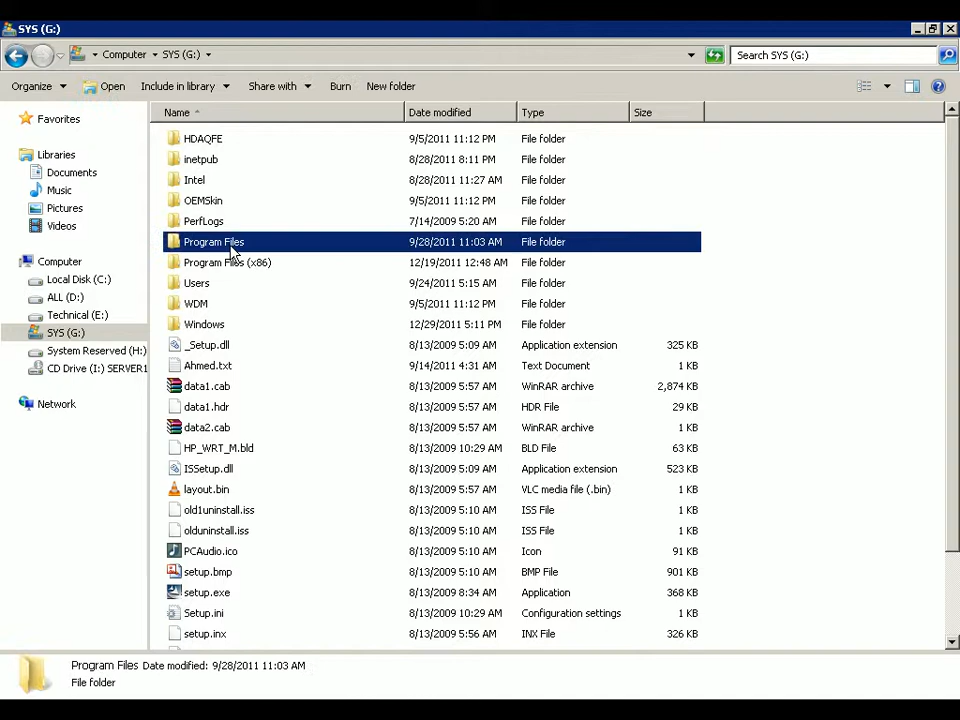 SYS (G:)
Computer SYS (G:)
Search SYS (G:)
Organize Open Include in library Share with Burn New folder
Name Date modified Type Size
Favorites
Libraries
Documents
Music
Pictures
Videos
Computer
Local Disk (C:)
ALL (D:)
Technical (E:)
SYS (G:)
System Reserved (H:)
CD Drive (I:) SERVER1
Network
HDAQFE 9/5/2011 11:12 PM File folder
inetpub 8/28/2011 8:11 PM File folder
Intel 8/28/2011 11:27 AM File folder
OEMSkin 9/5/2011 11:12 PM File folder
PerfLogs 7/14/2009 5:20 AM File folder
Program Files 9/28/2011 11:03 AM File folder
Program Files (x86) 12/19/2011 12:48 AM File folder
Users 9/24/2011 5:15 AM File folder
WDM 9/5/2011 11:12 PM File folder
Windows 12/29/2011 5:11 PM File folder
_Setup.dll 8/13/2009 5:09 AM Application extension 325 KB
Ahmed.txt 9/14/2011 4:31 AM Text Document 1 KB
data1.cab 8/13/2009 5:57 AM WinRAR archive 2,874 KB
data1.hdr 8/13/2009 5:57 AM HDR File 29 KB
data2.cab 8/13/2009 5:57 AM WinRAR archive 1 KB
HP_WRT_M.bld 8/13/2009 10:29 AM BLD File 63 KB
ISSetup.dll 8/13/2009 5:09 AM Application extension 523 KB
layout.bin 8/13/2009 5:57 AM VLC media file (.bin) 1 KB
old1uninstall.iss 8/13/2009 5:10 AM ISS File 1 KB
olduninstall.iss 8/13/2009 5:10 AM ISS File 1 KB
PCAudio.ico 8/13/2009 5:10 AM Icon 91 KB
setup.bmp 8/13/2009 5:10 AM BMP File 901 KB
setup.exe 8/13/2009 8:34 AM Application 368 KB
Setup.ini 8/13/2009 10:29 AM Configuration settings 1 KB
setup.inx 8/13/2009 5:56 AM INX File 326 KB
Program Files Date modified: 9/28/2011 11:03 AM
File folder